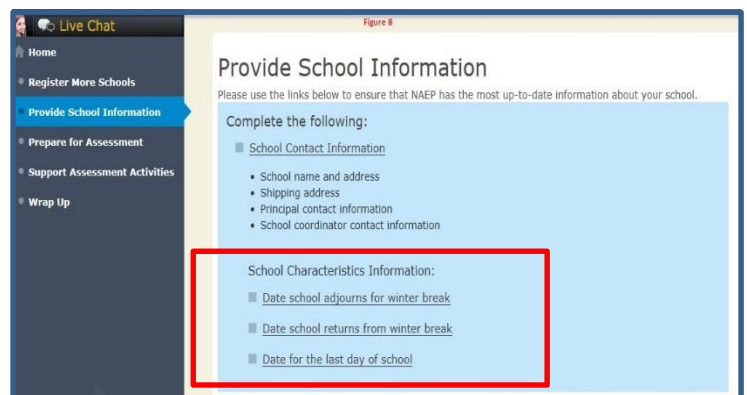 Live Chat
Figure 8
Home
Register More Schools
Provide School Information
Prepare for Assessment
Support Assessment Activities
Wrap Up
Provide School Information
Please use the links below to ensure that NAEP has the most up-to-date information about your school.
Complete the following:
School Contact Information
• School name and address
• Shipping address
• Principal contact information
• School coordinator contact information
School Characteristics Information:
Date school adjourns for winter break
Date school returns from winter break
Date for the last day of school